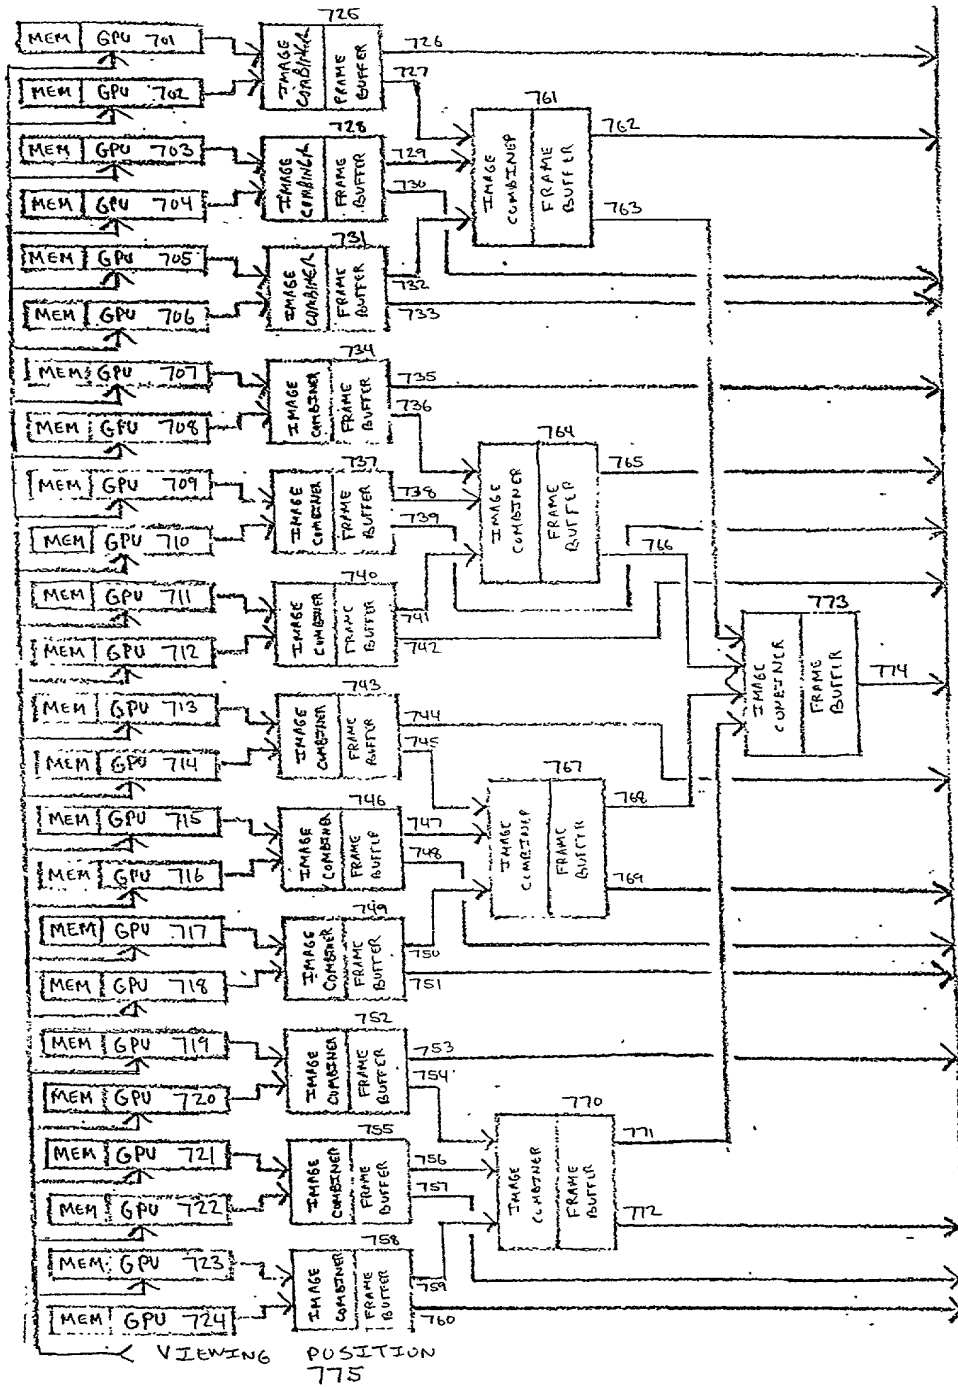 725
MEM GPU 701
IMAGE COMBINER FRAME BUFFER
726
727
MEM GPU 702
761
MEM GPU 703
728
IMAGE COMBINER FRAME BUFFER
729
730
IMAGE COMBINER FRAME BUFFER
762
763
MEM GPU 704
731
MEM GPU 705
IMAGE COMBINER FRAME BUFFER
732
733
MEM GPU 706
734
MEM GPU 707
IMAGE COMBINER FRAME BUFFER
735
736
MEM GPU 708
764
737
MEM GPU 709
IMAGE COMBINER FRAME BUFFER
738
739
IMAGE COMBINER FRAME BUFFER
765
766
MEM GPU 710
740
MEM GPU 711
IMAGE COMBINER FRAME BUFFER
741
742
773
MEM GPU 712
IMAGE COMBINER FRAME BUFFER
774
743
MEM GPU 713
IMAGE COMBINER FRAME BUFFER
744
745
MEM GPU 714
767
746
MEM GPU 715
IMAGE COMBINER FRAME BUFFER
747
748
IMAGE COMBINER FRAME BUFFER
768
769
MEM GPU 716
749
MEM GPU 717
IMAGE COMBINER FRAME BUFFER
750
751
MEM GPU 718
752
MEM GPU 719
IMAGE COMBINER FRAME BUFFER
753
754
MEM GPU 720
770
755
MEM GPU 721
IMAGE COMBINER FRAME BUFFER
756
757
IMAGE COMBINER FRAME BUFFER
771
772
MEM GPU 722
758
MEM GPU 723
IMAGE COMBINER FRAME BUFFER
759
760
MEM GPU 724
VIEWING POSITION
775